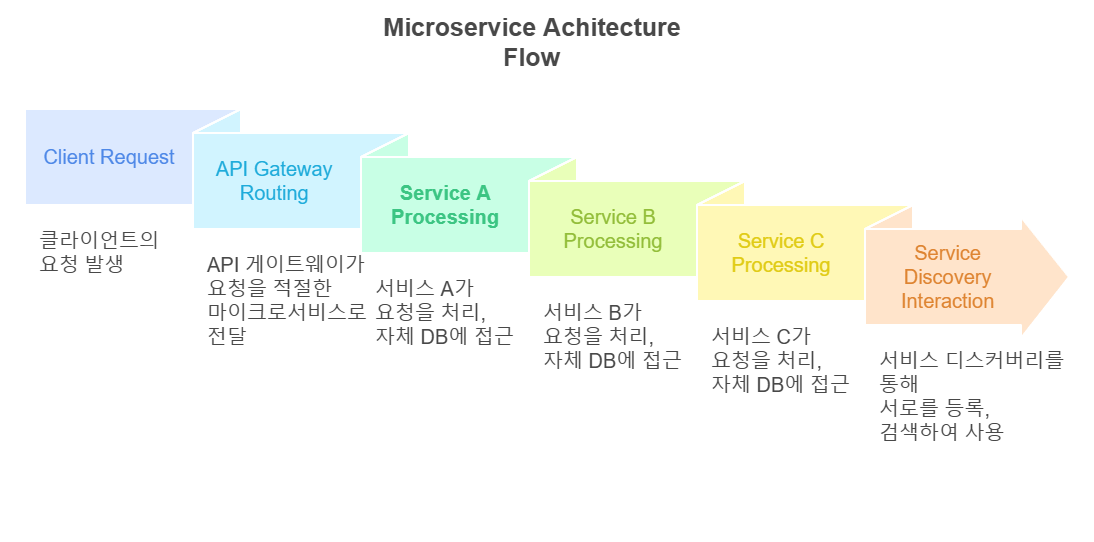 Microservice Achitecture
Flow
Client Request
클라이언트의
요청 발생
API Gateway
Routing
API 게이트웨이가
요청을 적절한
마이크로서비스로
전달
Service A
Processing
서비스 A가
요청을 처리,
자체 DB에 접근
Service B
Processing
서비스 B가
요청을 처리,
자체 DB에 접근
Service C
Processing
서비스 C가
요청을 처리,
자체 DB에 접근
Service
Discovery
Interaction
서비스 디스커버리를
통해
서로를 등록,
검색하여 사용